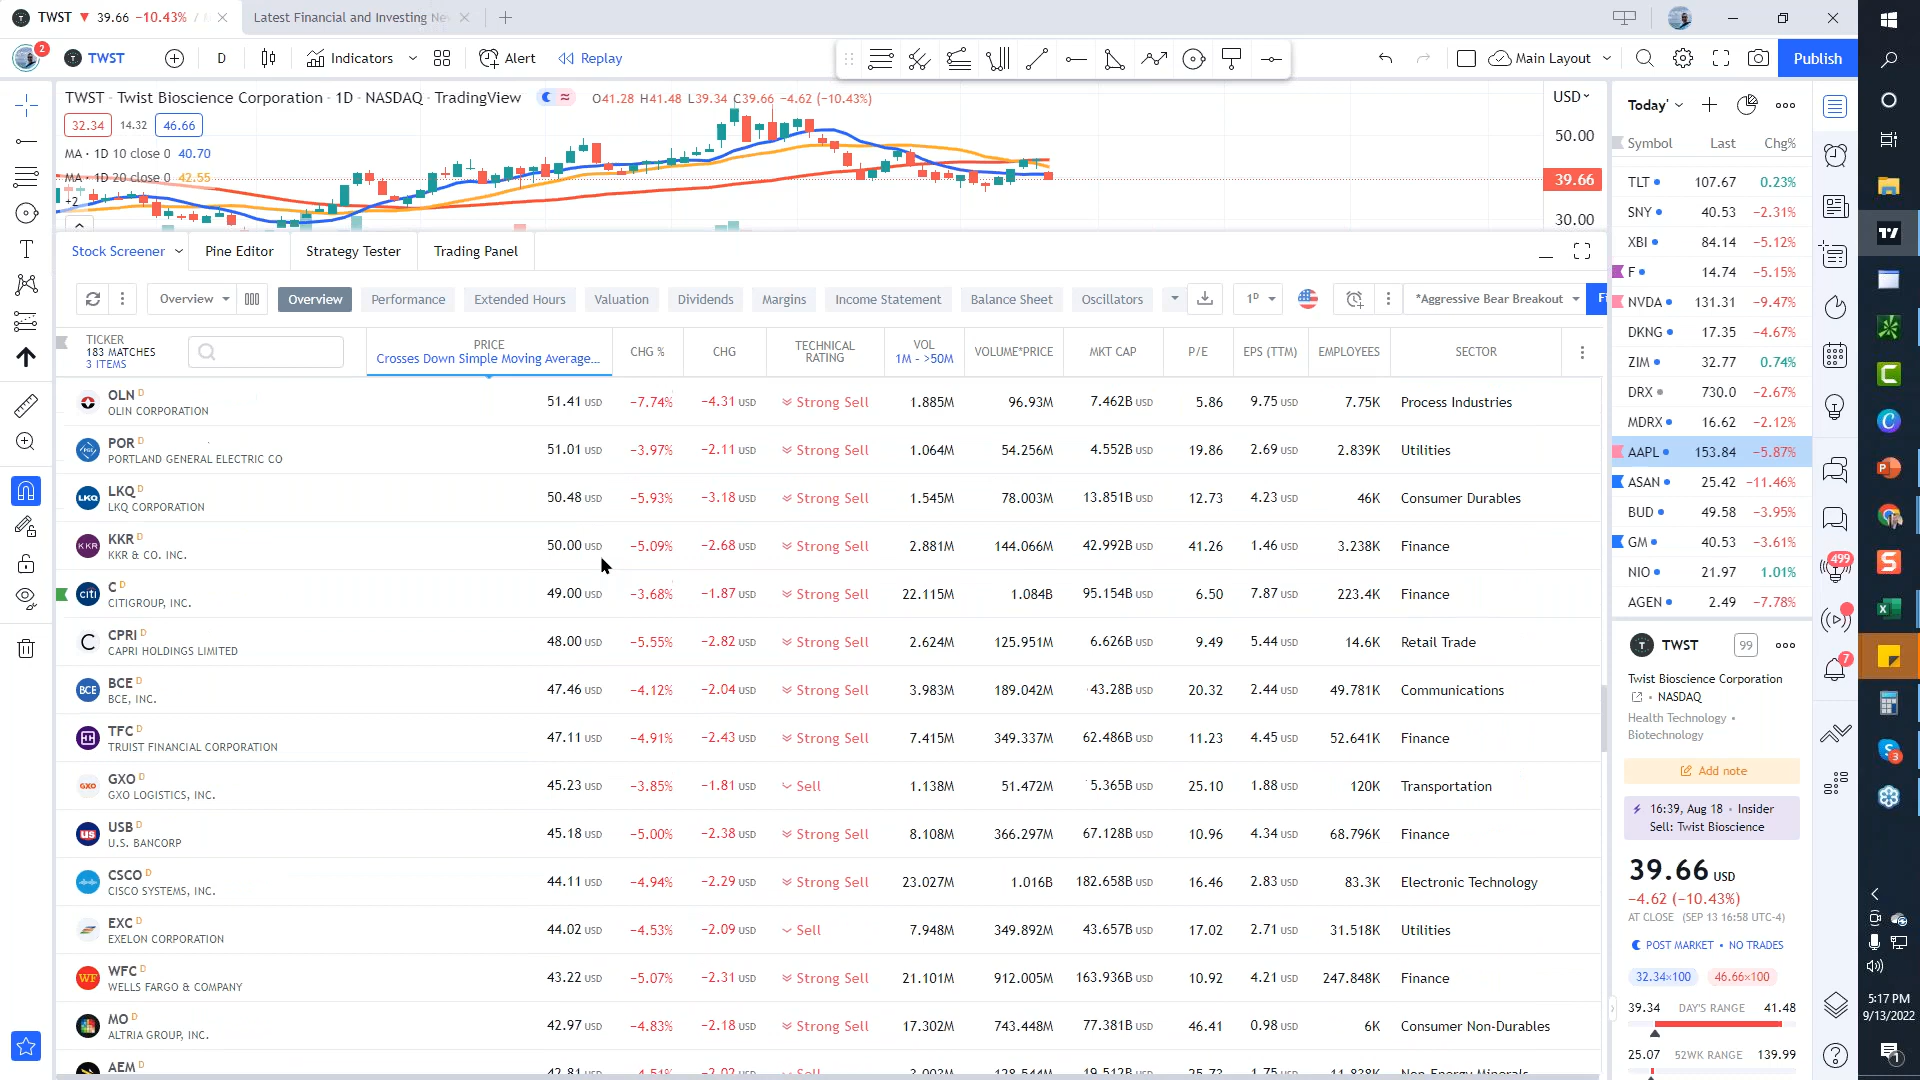 TWST ▼ 39.66 −10.43% /
Latest Financial and Investing Ne
2
TWST
D
Indicators
Alert
Replay
Main Layout
Publish
TWST · Twist Bioscience Corporation · 1D · NASDAQ · TradingView
O41.28 H41.48 L39.34 C39.66 −4.62 (−10.43%)
32.34 14.32 46.66
MA · 1D 10 close 0 40.70
MA · 1D 20 close 0 42.55
+2
USD
50.00
39.66
30.00
Stock Screener
Pine Editor
Strategy Tester
Trading Panel
Overview
Overview
Performance
Extended Hours
Valuation
Dividends
Margins
Income Statement
Balance Sheet
Oscillators
1D
*Aggressive Bear Breakout
Fi
TICKER
183 MATCHES
3 ITEMS
PRICE
Crosses Down Simple Moving Average...
CHG %
CHG
TECHNICAL
RATING
VOL
1M - >50M
VOLUME*PRICE
MKT CAP
P/E
EPS (TTM)
EMPLOYEES
SECTOR
OLN D 51.41 USD −7.74% −4.31 USD Strong Sell 1.885M 96.93M 7.462B USD 5.86 9.75 USD 7.75K Process Industries
OLIN CORPORATION
POR D 51.01 USD −3.97% −2.11 USD Strong Sell 1.064M 54.256M 4.552B USD 19.86 2.69 USD 2.839K Utilities
PORTLAND GENERAL ELECTRIC CO
LKQ D 50.48 USD −5.93% −3.18 USD Strong Sell 1.545M 78.003M 13.851B USD 12.73 4.23 USD 46K Consumer Durables
LKQ CORPORATION
KKR D 50.00 USD −5.09% −2.68 USD Strong Sell 2.881M 144.066M 42.992B USD 41.26 1.46 USD 3.238K Finance
KKR & CO. INC.
C D 49.00 USD −3.68% −1.87 USD Strong Sell 22.115M 1.084B 95.154B USD 6.50 7.87 USD 223.4K Finance
CITIGROUP, INC.
CPRI D 48.00 USD −5.55% −2.82 USD Strong Sell 2.624M 125.951M 6.626B USD 9.49 5.44 USD 14.6K Retail Trade
CAPRI HOLDINGS LIMITED
BCE D 47.46 USD −4.12% −2.04 USD Strong Sell 3.983M 189.042M 43.28B USD 20.32 2.44 USD 49.781K Communications
BCE, INC.
TFC D 47.11 USD −4.91% −2.43 USD Strong Sell 7.415M 349.337M 62.486B USD 11.23 4.45 USD 52.641K Finance
TRUIST FINANCIAL CORPORATION
GXO D 45.23 USD −3.85% −1.81 USD Sell 1.138M 51.472M 5.365B USD 25.10 1.88 USD 120K Transportation
GXO LOGISTICS, INC.
USB D 45.18 USD −5.00% −2.38 USD Strong Sell 8.108M 366.297M 67.128B USD 10.96 4.34 USD 68.796K Finance
U.S. BANCORP
CSCO D 44.11 USD −4.94% −2.29 USD Strong Sell 23.027M 1.016B 182.658B USD 16.46 2.83 USD 83.3K Electronic Technology
CISCO SYSTEMS, INC.
EXC D 44.02 USD −4.53% −2.09 USD Sell 7.948M 349.892M 43.657B USD 17.02 2.71 USD 31.518K Utilities
EXELON CORPORATION
WFC D 43.22 USD −5.07% −2.31 USD Strong Sell 21.101M 912.005M 163.936B USD 10.92 4.21 USD 247.848K Finance
WELLS FARGO & COMPANY
MO D 42.97 USD −4.83% −2.18 USD Strong Sell 17.302M 743.448M 77.381B USD 46.41 0.98 USD 6K Consumer Non-Durables
ALTRIA GROUP, INC.
AEM D
Today'
Symbol Last Chg%
TLT 107.67 0.23%
SNY 40.53 −2.31%
XBI 84.14 −5.12%
F 14.74 −5.15%
NVDA 131.31 −9.47%
DKNG 17.35 −4.67%
ZIM 32.77 0.74%
DRX 730.0 −2.67%
MDRX 16.62 −2.12%
AAPL 153.84 −5.87%
ASAN 25.42 −11.46%
BUD 49.58 −3.95%
GM 40.53 −3.61%
NIO 21.97 1.01%
AGEN 2.49 −7.78%
TWST 99
Twist Bioscience Corporation
• NASDAQ
Health Technology •
Biotechnology
Add note
16:39, Aug 18 • Insider
Sell: Twist Bioscience
39.66 USD
−4.62 (−10.43%)
AT CLOSE (SEP 13 16:58 UTC-4)
POST MARKET • NO TRADES
32.34×100 46.66×100
39.34 DAY'S RANGE 41.48
25.07 52WK RANGE 139.99
499
7
3
5:17 PM
9/13/2022
1